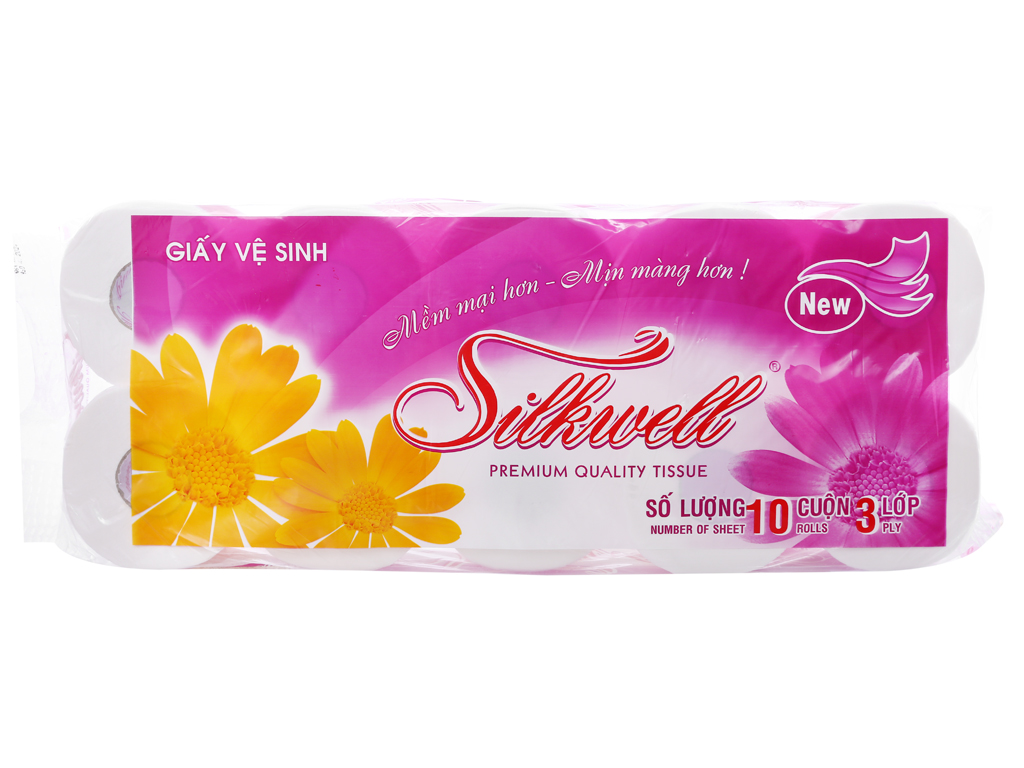 GIẤY VỆ SINH
Mềm mại hơn - Mịn màng hơn !
New
Silkwell ®
PREMIUM QUALITY TISSUE
SỐ LƯỢNG 10 CUỘN 3 LỚP
NUMBER OF SHEET ROLLS PLY